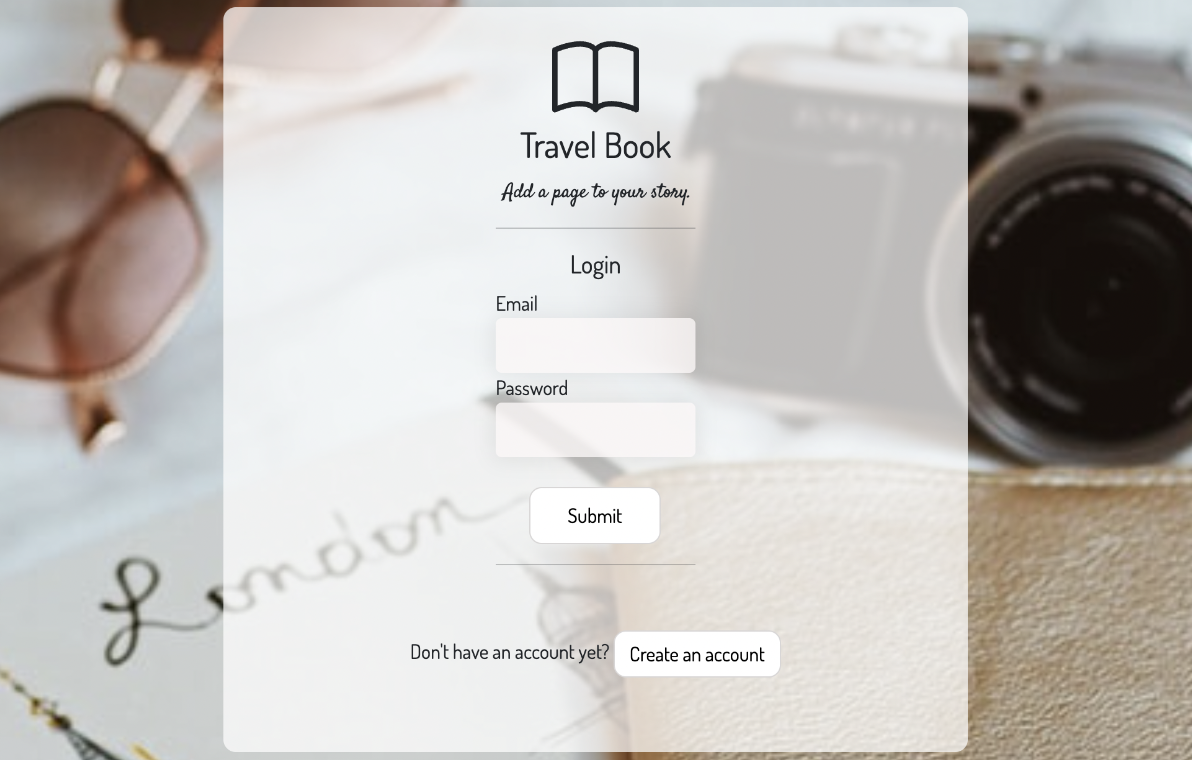 Travel Book
Add a page to your story.
Login
Email
Password
Submit
London
Don't have an account yet? Create an account